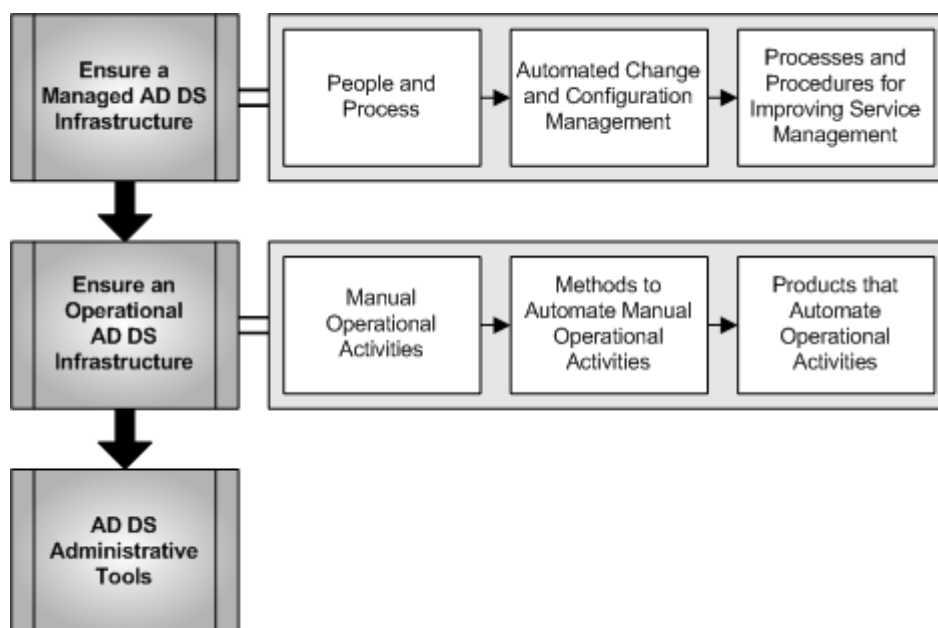 Ensure a
Managed AD DS
Infrastructure
People and
Process
Automated Change
and Configuration
Management
Processes and
Procedures for
Improving Service
Management
Ensure an
Operational
AD DS
Infrastructure
Manual
Operational
Activities
Methods to
Automate Manual
Operational
Activities
Products that
Automate
Operational
Activities
AD DS
Administrative
Tools